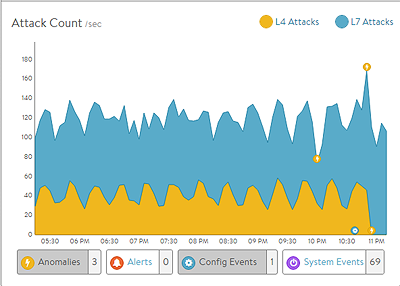 Attack Count /sec
L4 Attacks
L7 Attacks
180
160
140
120
100
80
60
40
20
0
05:30 06 PM 06:30 07 PM 07:30 08 PM 08:30 09 PM 09:30 10 PM 10:30 11 PM
Anomalies 3
Alerts 0
Config Events 1
System Events 69